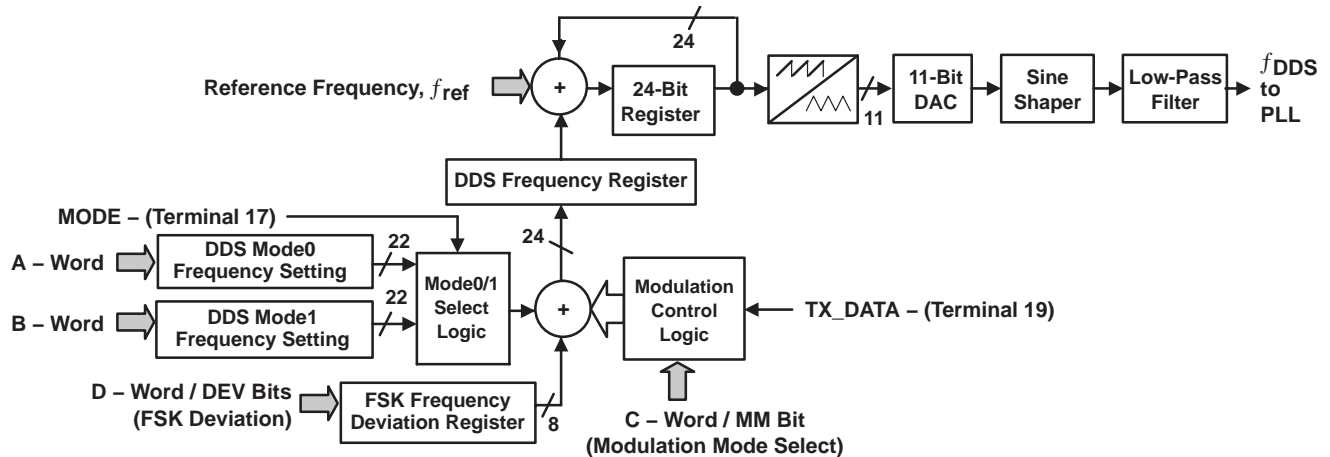 24
Reference Frequency, fref
+
24-Bit
Register
11
11-Bit
DAC
Sine
Shaper
Low-Pass
Filter
fDDS
to
PLL
DDS Frequency Register
MODE – (Terminal 17)
24
A – Word
DDS Mode0
Frequency Setting
22
B – Word
DDS Mode1
Frequency Setting
22
Mode0/1
Select
Logic
+
Modulation
Control
Logic
TX_DATA – (Terminal 19)
D – Word / DEV Bits
(FSK Deviation)
FSK Frequency
Deviation Register
8
C – Word / MM Bit
(Modulation Mode Select)